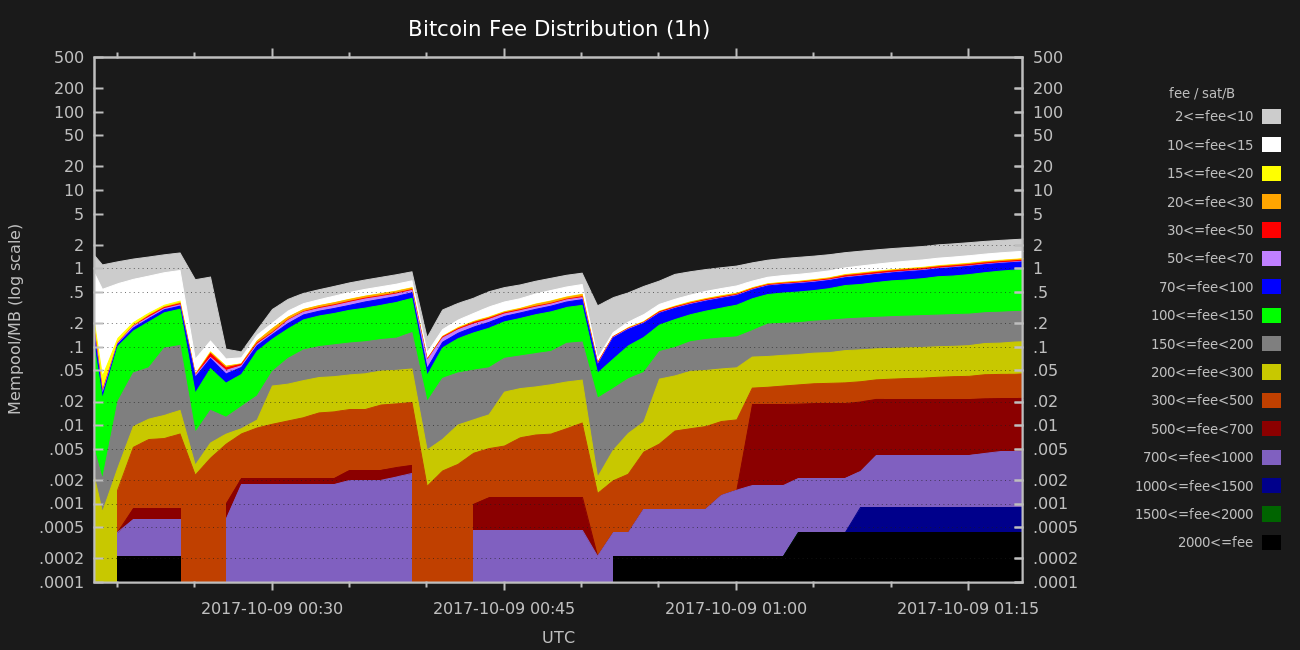 Bitcoin Fee Distribution (1h)
Mempool/MB (log scale)
500
200
100
50
20
10
5
2
1
.5
.2
.1
.05
.02
.01
.005
.002
.001
.0005
.0002
.0001
500
200
100
50
20
10
5
2
1
.5
.2
.1
.05
.02
.01
.005
.002
.001
.0005
.0002
.0001
2017-10-09 00:30
2017-10-09 00:45
2017-10-09 01:00
2017-10-09 01:15
UTC
fee / sat/B
2<=fee<10
10<=fee<15
15<=fee<20
20<=fee<30
30<=fee<50
50<=fee<70
70<=fee<100
100<=fee<150
150<=fee<200
200<=fee<300
300<=fee<500
500<=fee<700
700<=fee<1000
1000<=fee<1500
1500<=fee<2000
2000<=fee